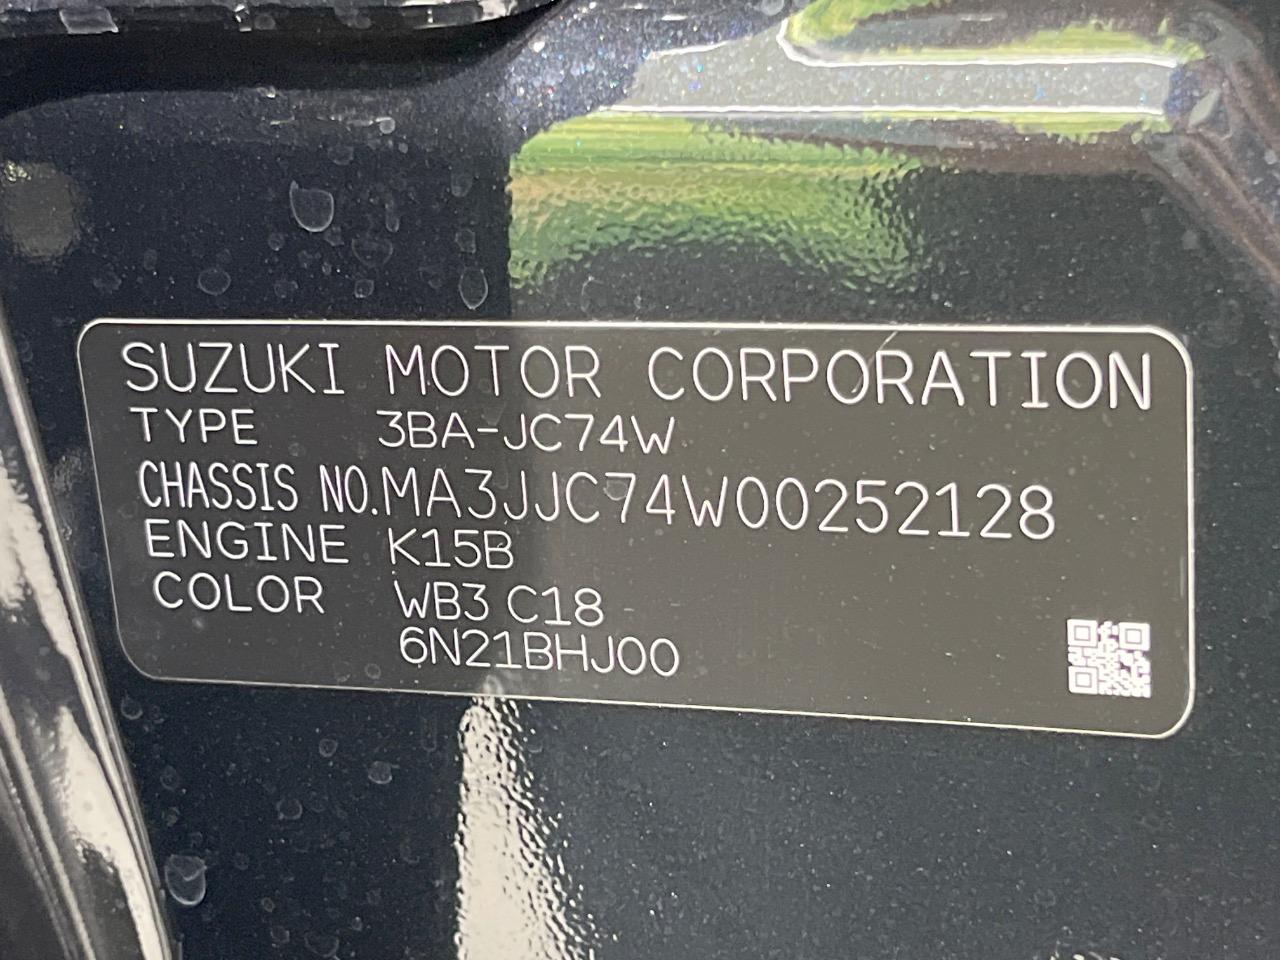 SUZUKI MOTOR CORPORATION
TYPE 3BA-JC74W
CHASSIS NO.MA3JJC74W00252128
ENGINE K15B
COLOR WB3 C18
6N21BHJ00